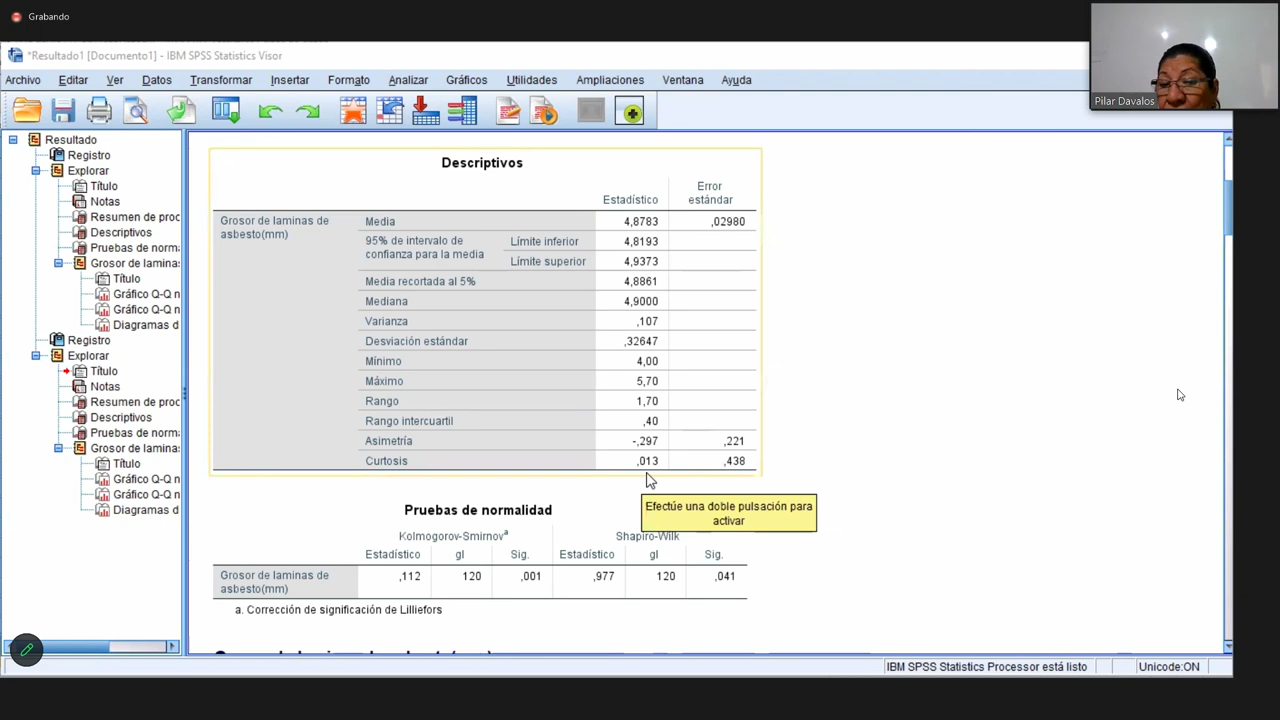 Grabando
*Resultado1 [Documento1] - IBM SPSS Statistics Visor
Archivo Editar Ver Datos Transformar Insertar Formato Analizar Gráficos Utilidades Ampliaciones Ventana Ayuda
Pilar Davalos
Resultado
Registro
Explorar
Título
Notas
Resumen de proc
Descriptivos
Pruebas de norma
Grosor de laminas
Título
Gráfico Q-Q n
Gráfico Q-Q n
Diagramas d
Registro
Explorar
Título
Notas
Resumen de proc
Descriptivos
Pruebas de norma
Grosor de laminas
Título
Gráfico Q-Q n
Gráfico Q-Q n
Diagramas d
Descriptivos
Estadístico Error estándar
Grosor de laminas de asbesto(mm) Media 4,8783 ,02980
95% de intervalo de confianza para la media Límite inferior 4,8193
Límite superior 4,9373
Media recortada al 5% 4,8861
Mediana 4,9000
Varianza ,107
Desviación estándar ,32647
Mínimo 4,00
Máximo 5,70
Rango 1,70
Rango intercuartil ,40
Asimetría -,297 ,221
Curtosis ,013 ,438
Efectúe una doble pulsación para
activar
Pruebas de normalidad
Kolmogorov-Smirnovª Shapiro-Wilk
Estadístico gl Sig. Estadístico gl Sig.
Grosor de laminas de asbesto(mm) ,112 120 ,001 ,977 120 ,041
a. Corrección de significación de Lilliefors
IBM SPSS Statistics Processor está listo Unicode:ON